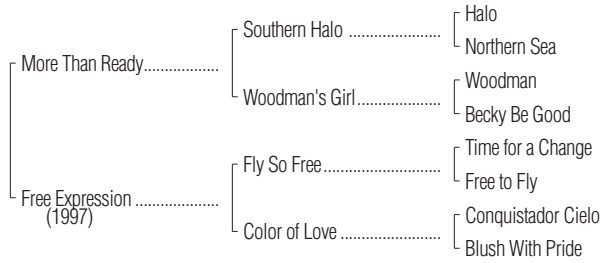 Halo
Southern Halo ....................
Northern Sea
More Than Ready..................
Woodman
Woodman's Girl.....................
Becky Be Good
Time for a Change
Fly So Free.............................
Free to Fly
Free Expression ....................
(1997)
Conquistador Cielo
Color of Love ........................
Blush With Pride